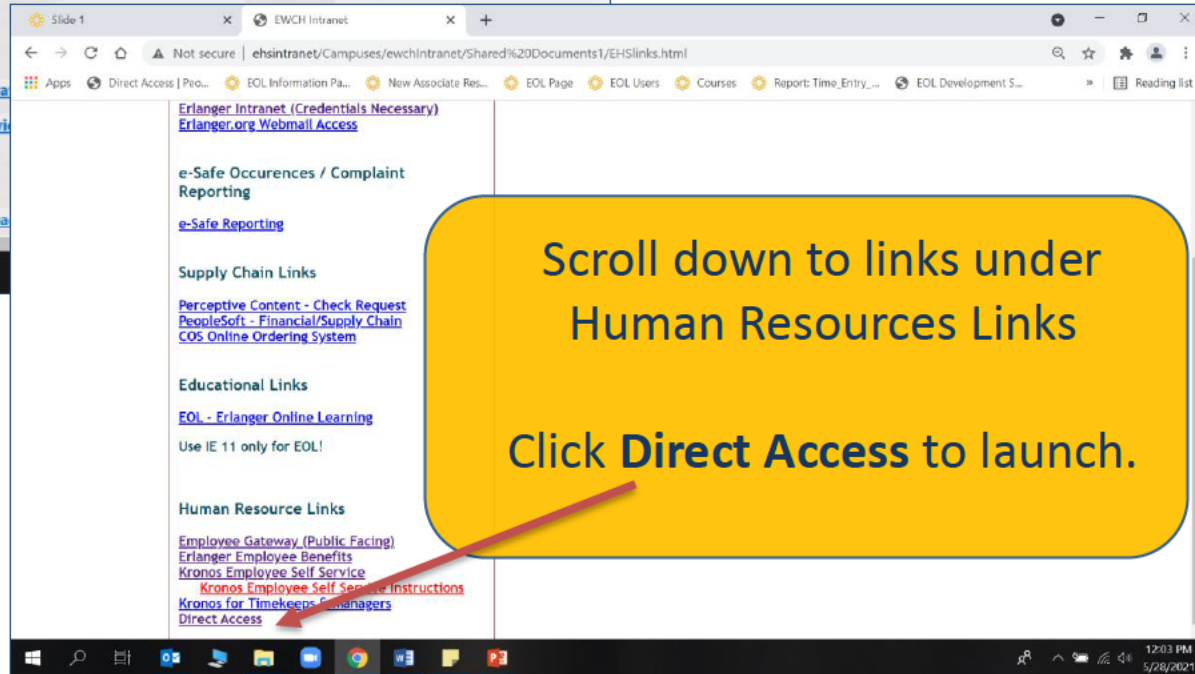 Slide 1
EWCH Intranet
Not secure | ehsintranet/Campuses/ewchIntranet/Shared%20Documents1/EHSlinks.html
Apps Direct Access | Peo... EOL Information Pa... New Associate Res... EOL Page EOL Users Courses Report: Time_Entry_... EOL Development S... » Reading list
Erlanger Intranet (Credentials Necessary)
Erlanger.org Webmail Access
e-Safe Occurences / Complaint
Reporting
e-Safe Reporting
Supply Chain Links
Perceptive Content - Check Request
PeopleSoft - Financial/Supply Chain
COS Online Ordering System
Educational Links
EOL - Erlanger Online Learning
Use IE 11 only for EOL!
Human Resource Links
Employee Gateway (Public Facing)
Erlanger Employee Benefits
Kronos Employee Self Service
Kronos Employee Self Service Instructions
Kronos for Timekeeps & managers
Direct Access
Scroll down to links under
Human Resources Links
Click Direct Access to launch.
12:03 PM
5/28/2021